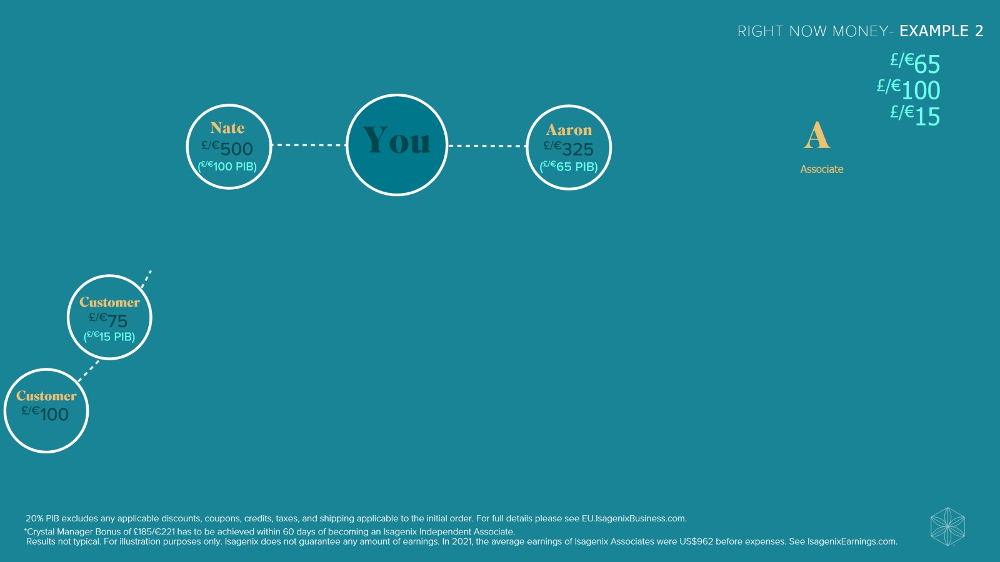 RIGHT NOW MONEY- EXAMPLE 2
£/€65
£/€100
£/€15
Nate
£/€500
(£/€100 PIB)
You
Aaron
£/€325
(£/€65 PIB)
A
Associate
Customer
£/€75
(£/€15 PIB)
Customer
£/€100
20% PIB excludes any applicable discounts, coupons, credits, taxes, and shipping applicable to the initial order. For full details please see EU.IsagenixBusiness.com.
*Crystal Manager Bonus of £185/€221 has to be achieved within 60 days of becoming an Isagenix Independent Associate.
Results not typical. For illustration purposes only. Isagenix does not guarantee any amount of earnings. In 2021, the average earnings of Isagenix Associates were US$962 before expenses. See IsagenixEarnings.com.